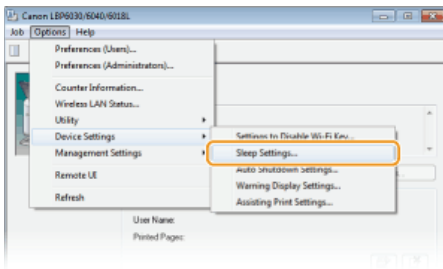 Canon LBP6030/6040/6018L
Job Options Help
Preferences (Users)...
Preferences (Administrators)...
Counter Information...
Wireless LAN Status...
Utility
Device Settings
Settings to Disable Wi-Fi Key...
Management Settings
Sleep Settings...
Auto Shutdown Settings...
Remote UI
Warning Display Settings...
Refresh
Assisting Print Settings...
User Name:
Printed Pages: